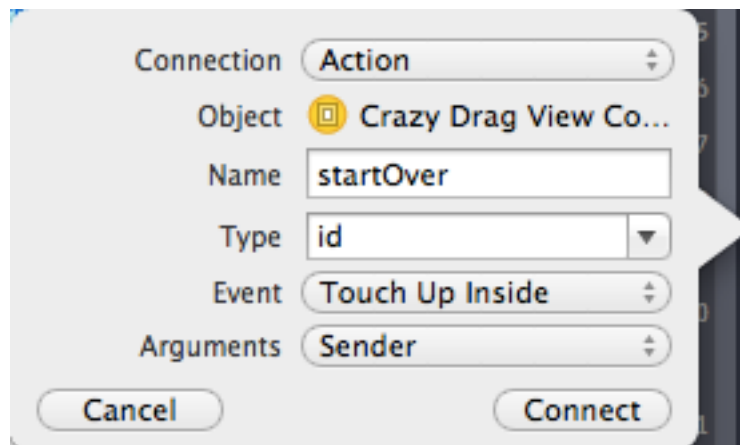 Connection Action
Object Crazy Drag View Co...
Name startOver
Type id
Event Touch Up Inside
Arguments Sender
Cancel Connect